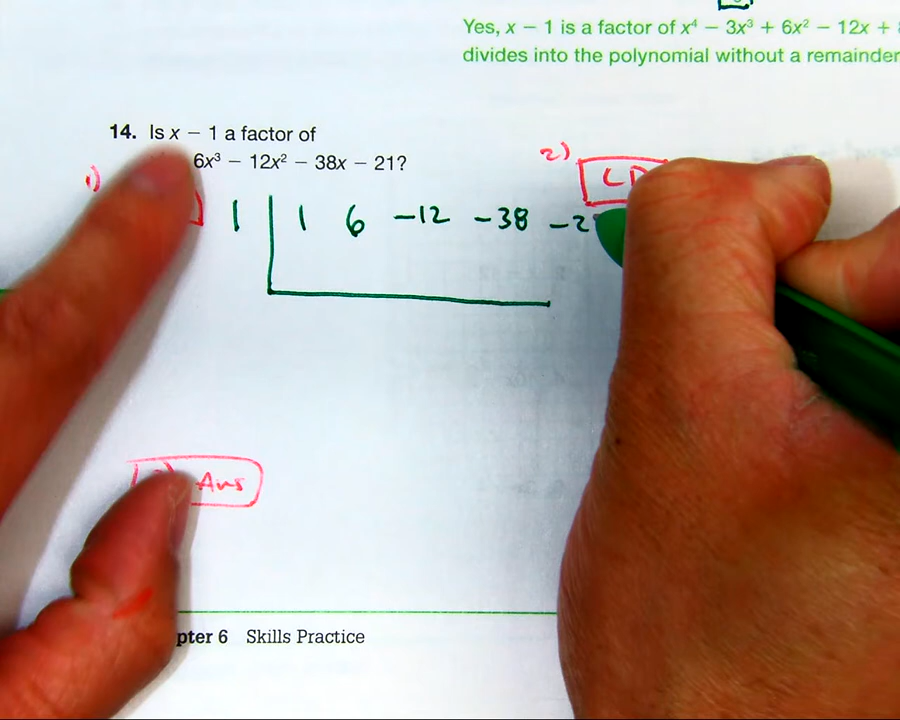 Yes, x − 1 is a factor of x⁴ − 3x³ + 6x² − 12x +
divides into the polynomial without a remainder
14. Is x − 1 a factor of
6x³ − 12x² − 38x − 21?
1)
2)
1 | 1 6 −12 −38 −2
Ans
pter 6 Skills Practice